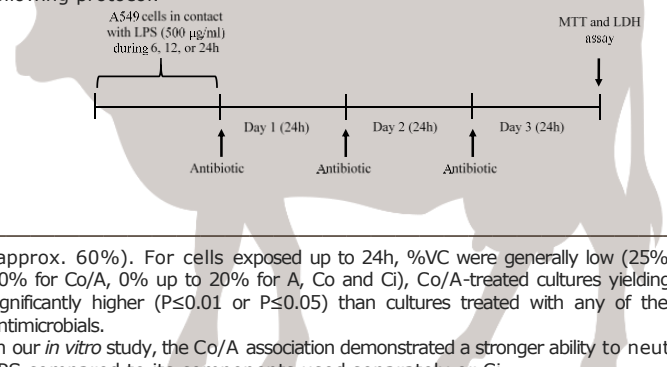 A549 cells in contact
with LPS (500 μg/ml)
during 6, 12, or 24h
MTT and LDH
assay
Day 1 (24h)
Day 2 (24h)
Day 3 (24h)
Antibiotic
Antibiotic
Antibiotic
approx. 60%). For cells exposed up to 24h, %VC were generally low (25%
0% for Co/A, 0% up to 20% for A, Co and Ci), Co/A-treated cultures yielding
significantly higher (P≤0.01 or P≤0.05) than cultures treated with any of the
antimicrobials.
In our in vitro study, the Co/A association demonstrated a stronger ability to neut
LPS compared to its components used separately or Ci